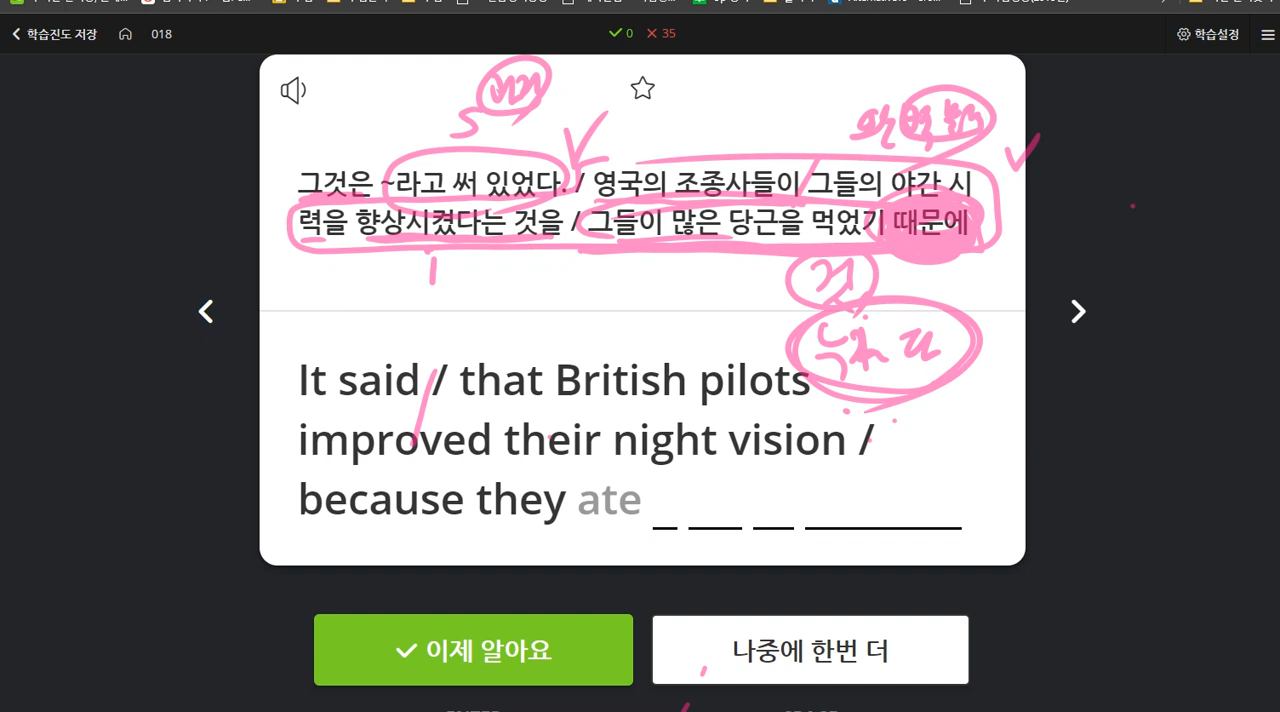 학습진도 저장 018 0 35 학습설정
그것은 ~라고 써 있었다. / 영국의 조종사들이 그들의 야간 시
력을 향상시켰다는 것을 / 그들이 많은 당근을 먹었기 때문에
것
It said / that British pilots
improved their night vision /
because they ate
이제 알아요 나중에 한번 더